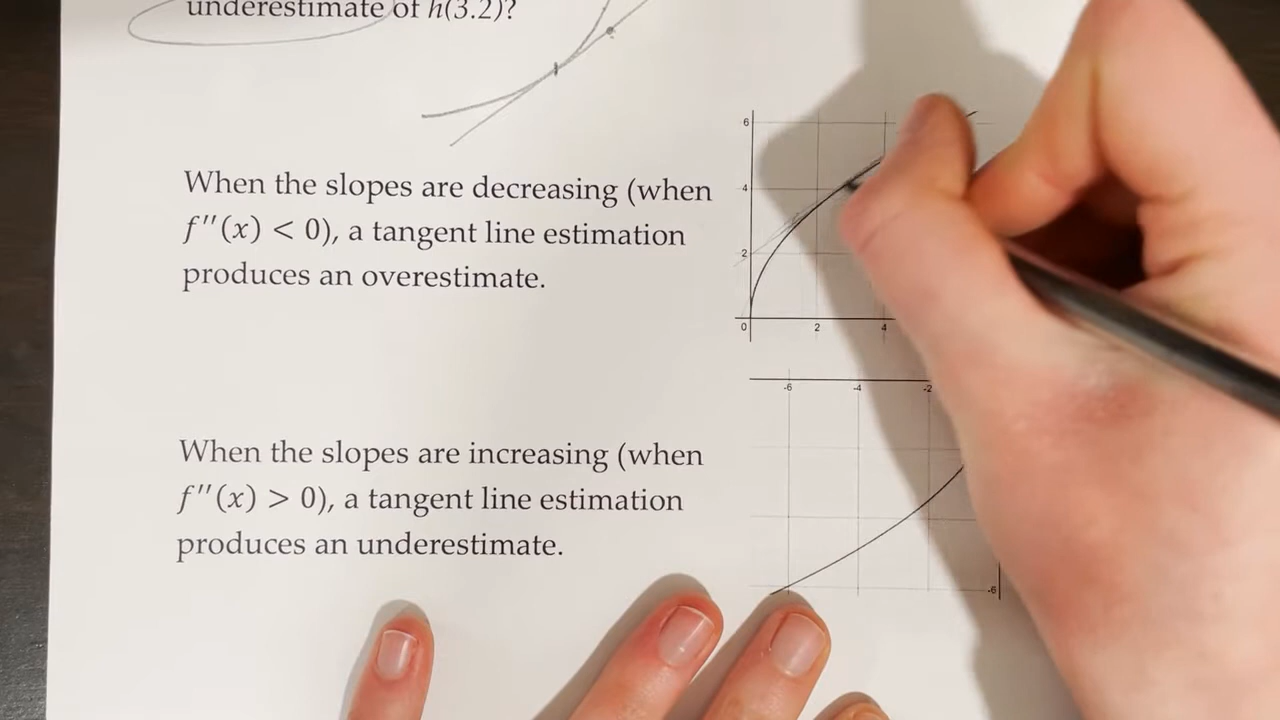 underestimate of h(3.2)?
When the slopes are decreasing (when
f''(x) < 0), a tangent line estimation
produces an overestimate.
6
4
2
0 2 4
When the slopes are increasing (when
f''(x) > 0), a tangent line estimation
produces an underestimate.
-6 -4 -2
-6